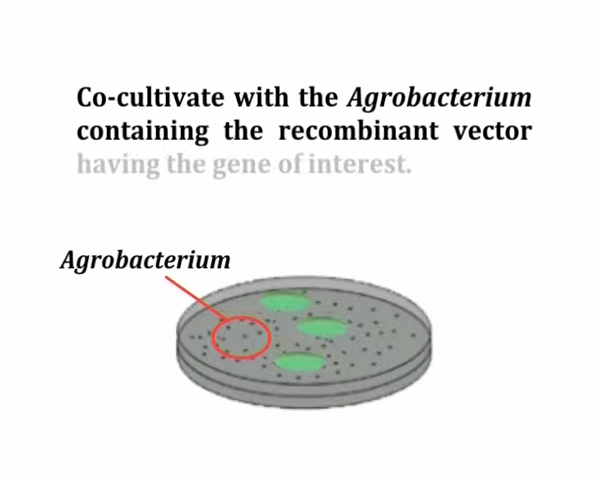 Co-cultivate with the Agrobacterium
containing the recombinant vector
having the gene of interest.
Agrobacterium